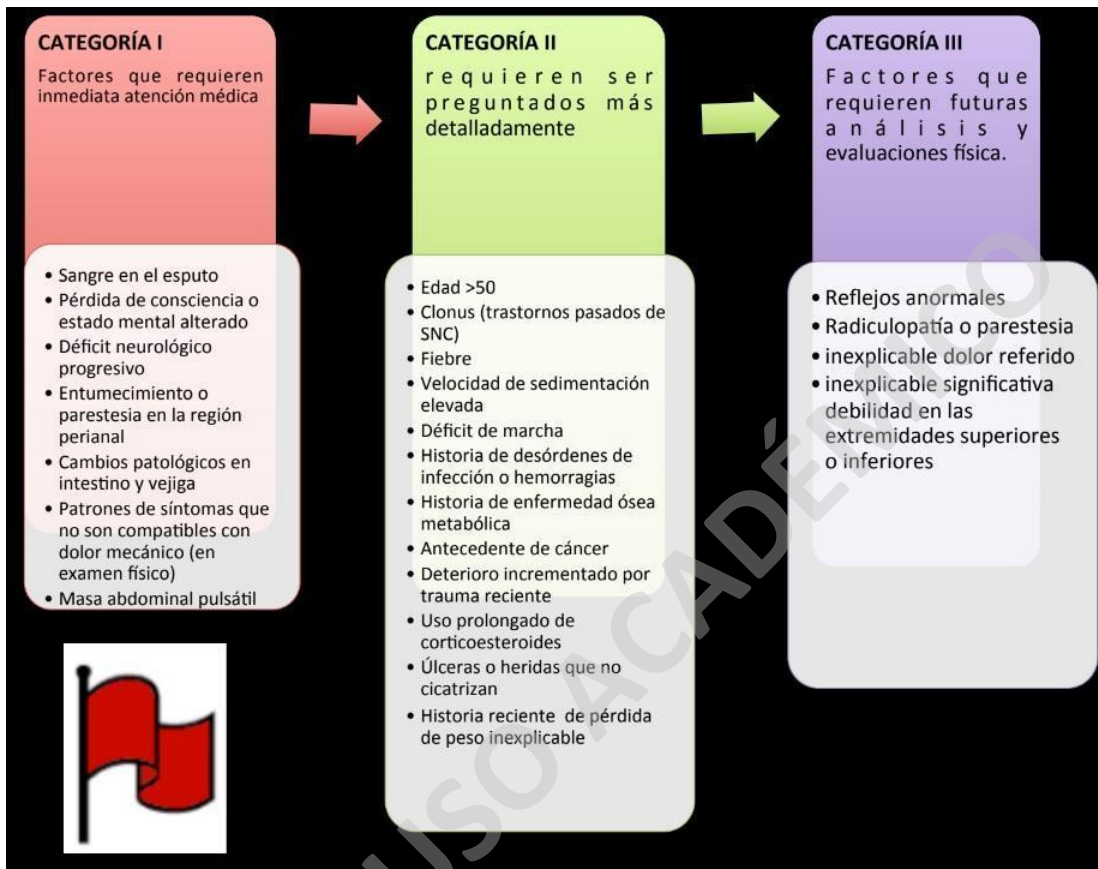 CATEGORÍA I
Factores que requieren
inmediata atención médica
• Sangre en el esputo
• Pérdida de consciencia o
estado mental alterado
• Déficit neurológico
progresivo
• Entumecimiento o
parestesia en la región
perianal
• Cambios patológicos en
intestino y vejiga
• Patrones de síntomas que
no son compatibles con
dolor mecánico (en
examen físico)
• Masa abdominal pulsátil
CATEGORÍA II
requieren ser
preguntados más
detalladamente
• Edad >50
• Clonus (trastornos pasados de
SNC)
• Fiebre
• Velocidad de sedimentación
elevada
• Déficit de marcha
• Historia de desórdenes de
infección o hemorragias
• Historia de enfermedad ósea
metabólica
• Antecedente de cáncer
• Deterioro incrementado por
trauma reciente
• Uso prolongado de
corticoesteroides
• Úlceras o heridas que no
cicatrizan
• Historia reciente de pérdida
de peso inexplicable
CATEGORÍA III
Factores que
requieren futuras
análisis y
evaluaciones física.
• Reflejos anormales
• Radiculopatía o parestesia
• inexplicable dolor referido
• inexplicable significativa
debilidad en las
extremidades superiores
o inferiores
USO ACADÉMICO